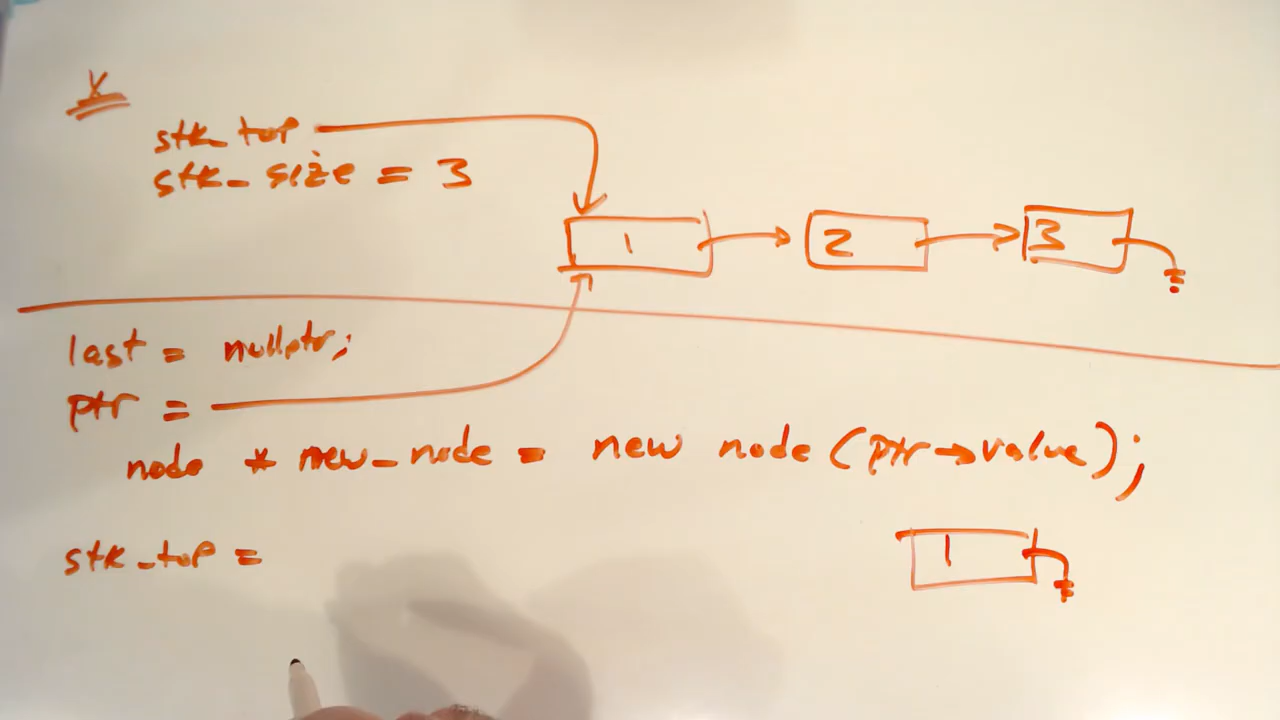 x
stk_top
stk_size = 3
1 2 3
last = nullptr;
ptr =
node * new_node = new node (ptr→value);
stk_top =
1